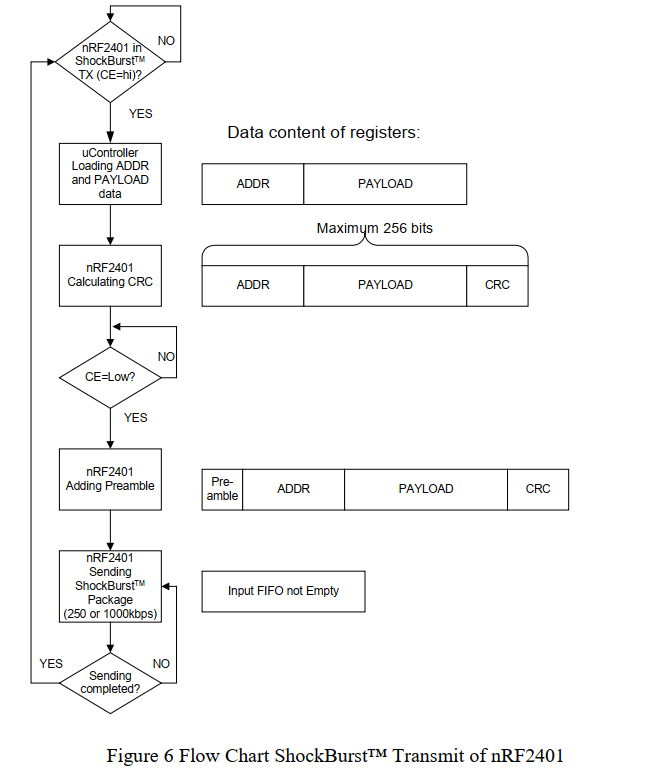 nRF2401 in
ShockBurst™
TX (CE=hi)?
NO
YES
Data content of registers:
uController
Loading ADDR
and PAYLOAD
data
ADDR
PAYLOAD
Maximum 256 bits
nRF2401
Calculating CRC
ADDR
PAYLOAD
CRC
NO
CE=Low?
YES
nRF2401
Adding Preamble
Pre-
amble
ADDR
PAYLOAD
CRC
nRF2401
Sending
ShockBurst™
Package
(250 or 1000kbps)
Input FIFO not Empty
YES
NO
Sending
completed?
Figure 6 Flow Chart ShockBurst™ Transmit of nRF2401